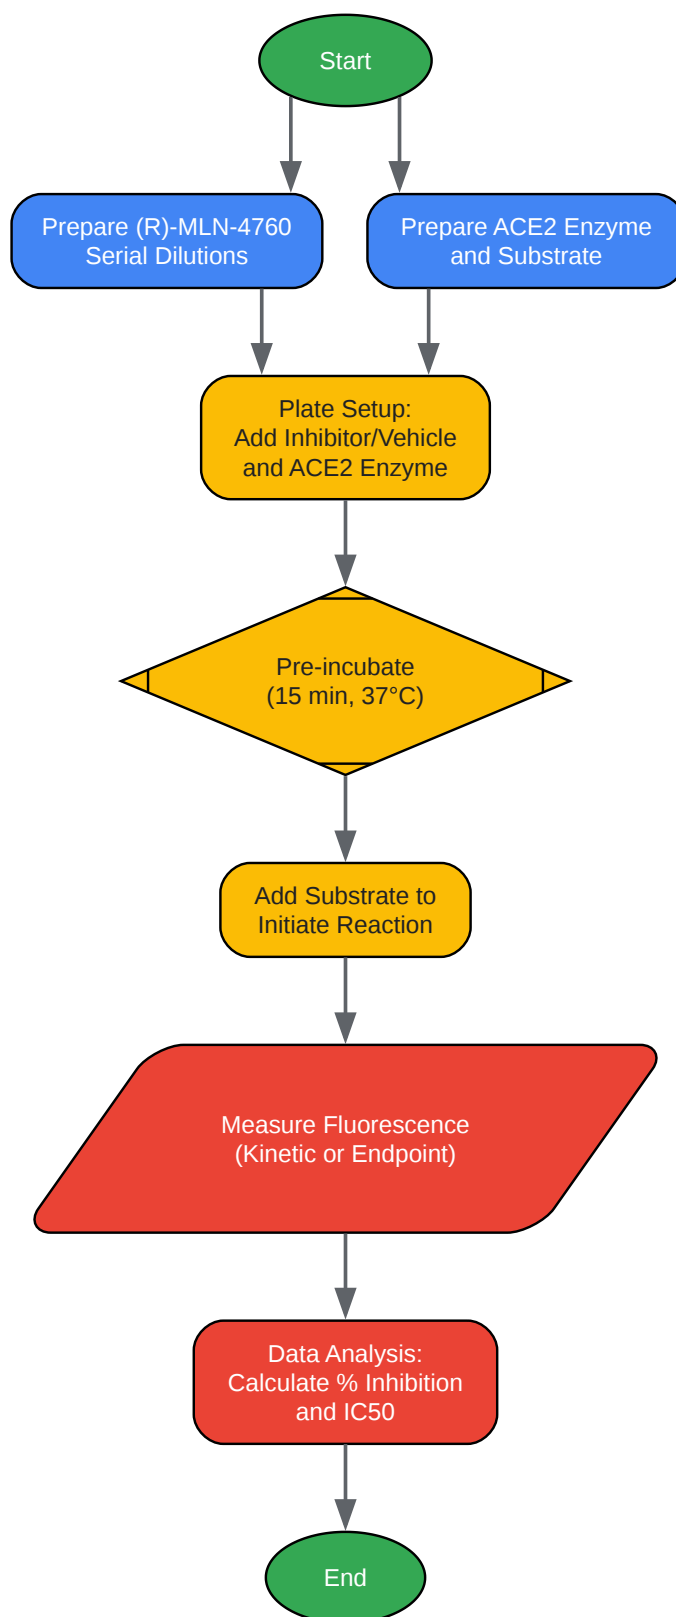 Start
Prepare (R)-MLN-4760
Serial Dilutions
Prepare ACE2 Enzyme
and Substrate
Plate Setup:
Add Inhibitor/Vehicle
and ACE2 Enzyme
Pre-incubate
(15 min, 37°C)
Add Substrate to
Initiate Reaction
Measure Fluorescence
(Kinetic or Endpoint)
Data Analysis:
Calculate % Inhibition
and IC50
End